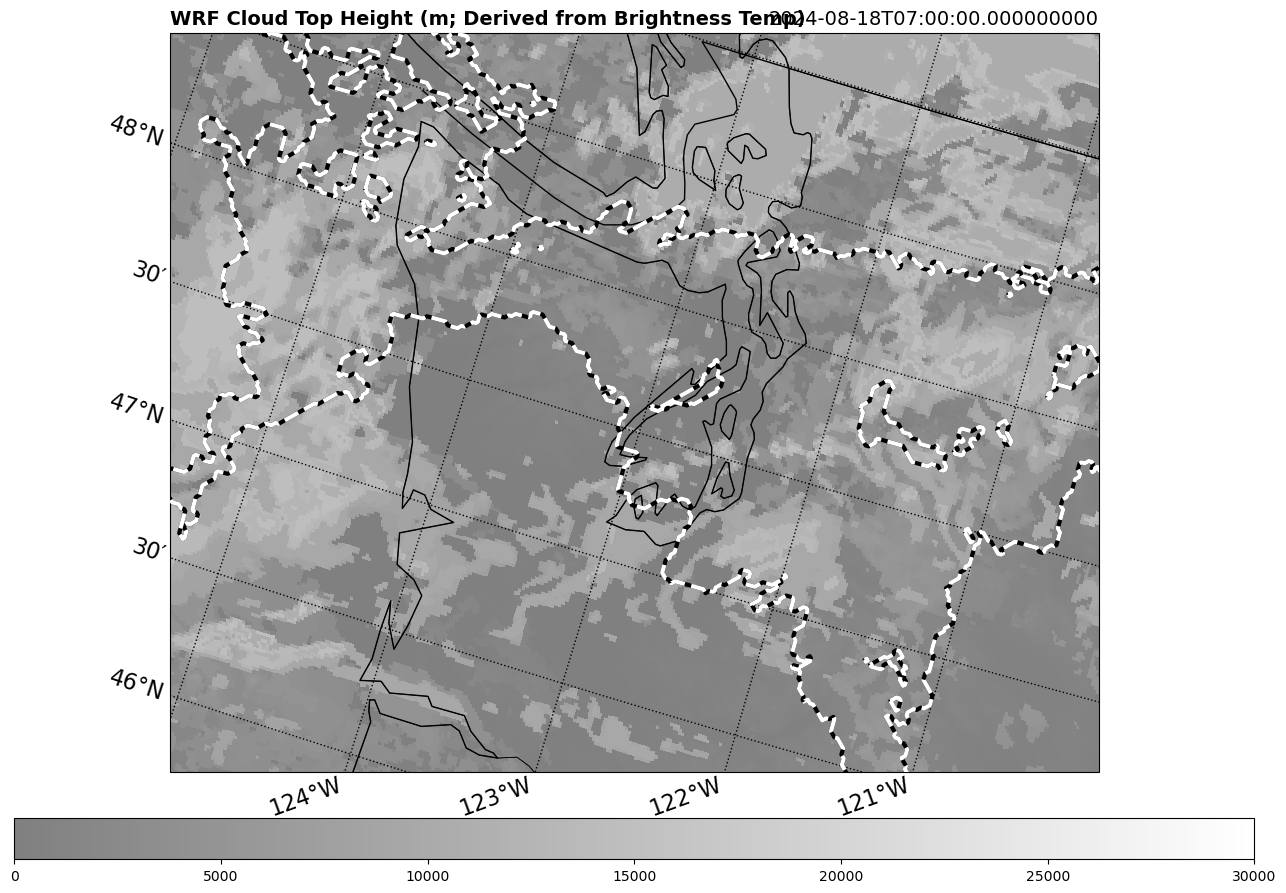 WRF Cloud Top Height (m; Derived from Brightness Temp) 2024-08-18T07:00:00.000000000
48°N
30′
47°N
30′
46°N
124°W 123°W 122°W 121°W
0 5000 10000 15000 20000 25000 30000